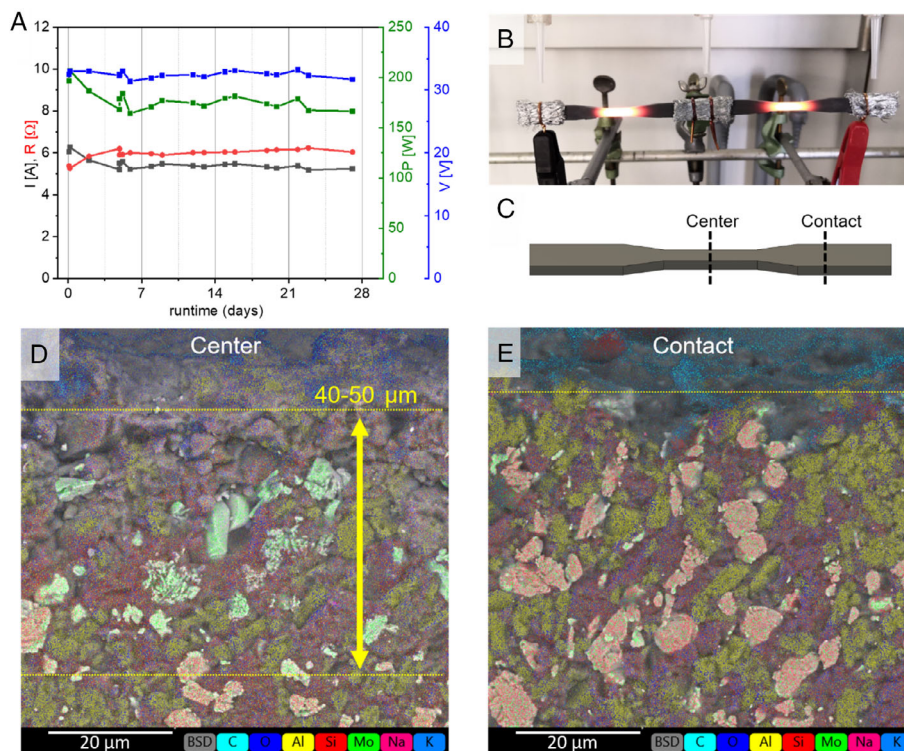 A
I [A], R [Ω]
12
10
8
6
4
2
0
0
7
14
21
28
runtime (days)
250
200
150
100
50
0
P [W]
40
30
20
10
0
V [V]
B
C
Center
Contact
D
Center
40-50 µm
20 µm
BSD C O Al Si Mo Na K
E
Contact
20 µm
BSD C O Al Si Mo Na K